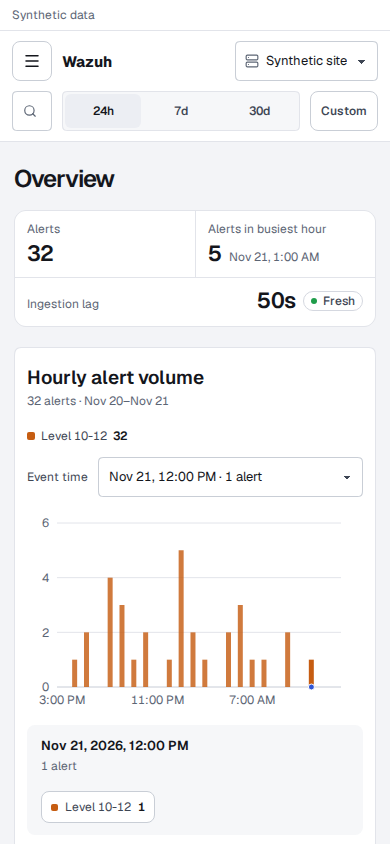 Synthetic data
Wazuh
Synthetic site
24h
7d
30d
Custom
Overview
Alerts
32
Alerts in busiest hour
5 Nov 21, 1:00 AM
Ingestion lag
50s
Fresh
Hourly alert volume
32 alerts · Nov 20–Nov 21
Level 10-12 32
Event time
Nov 21, 12:00 PM · 1 alert
6
4
2
0
3:00 PM 11:00 PM 7:00 AM
Nov 21, 2026, 12:00 PM
1 alert
Level 10-12 1